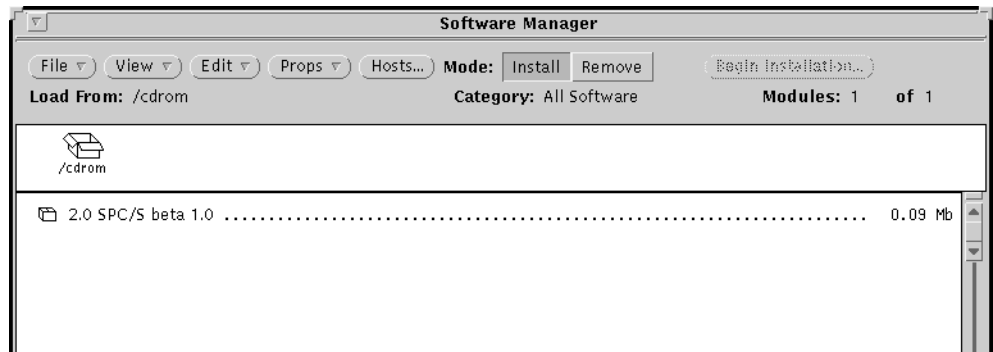 Software Manager
File View Edit Props Hosts... Mode: Install Remove Begin Installation...
Load From: /cdrom Category: All Software Modules: 1 of 1
/cdrom
2.0 SPC/S beta 1.0 ........................................................................ 0.09 Mb